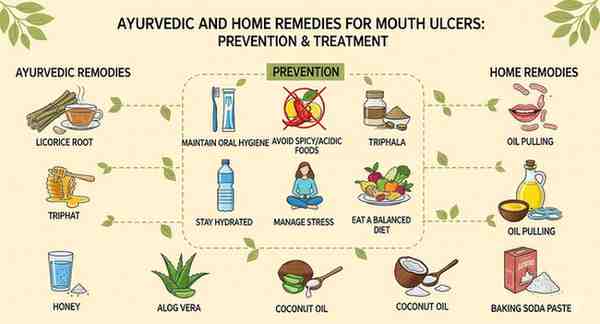 AYURVEDIC AND HOME REMEDIES FOR MOUTH ULCERS:
PREVENTION & TREATMENT
AYURVEDIC REMODIES
PREVENTION
HOME REMEDIES
LICORICE ROOT
MAINTAIN ORAL HYGIENE
AVOID SPICY/ACIDIC
FOODS
TRIPHALA
OIL PULLING
TRIPHAT
STAY HYDRATED
MANAGE STRESS
EAT A BALANCED
DIET
OIL PULLING
HONEY
ALOG VERA
COCONUT OIL
COCONUT OIL
BAKING SODA PASTE